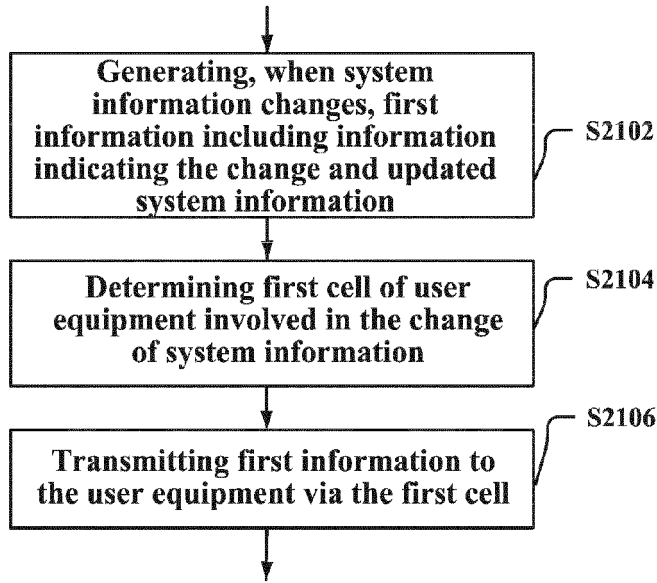 Generating, when system
information changes, first
information including information
indicating the change and updated
system information
S2102
Determining first cell of user
equipment involved in the change
of system information
S2104
Transmitting first information to
the user equipment via the first cell
S2106